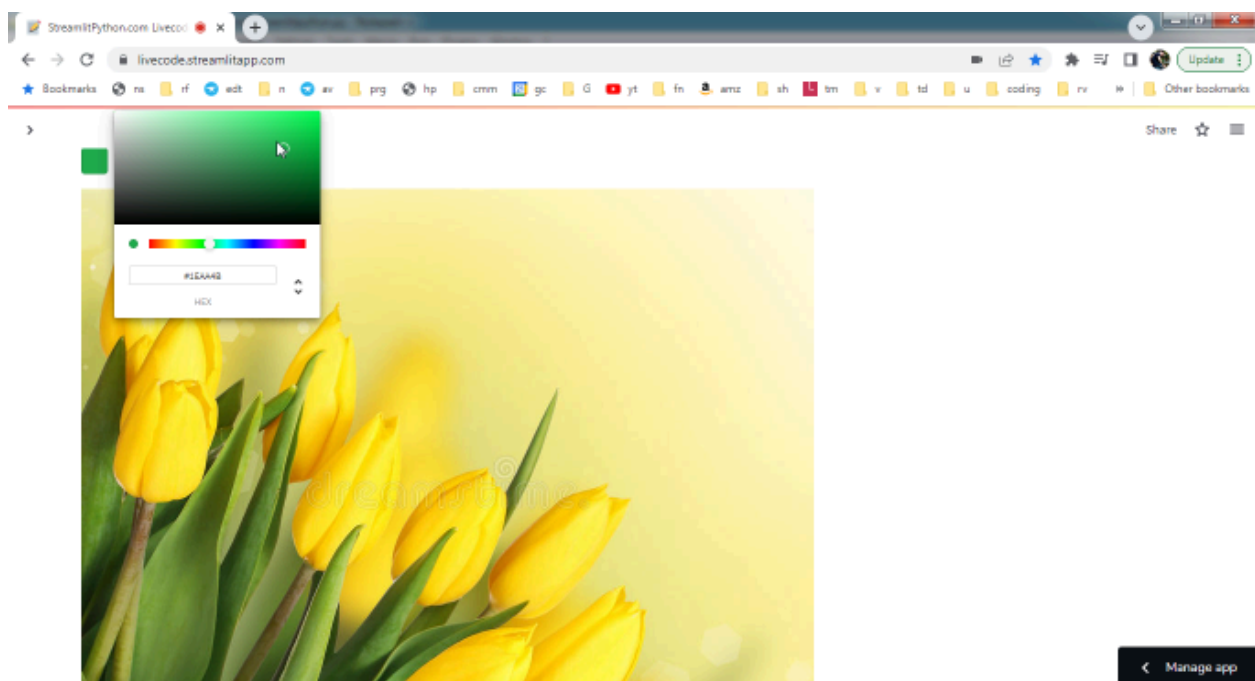 StreamlitPython.com Livecod
livecode.streamlitapp.com
Update
Bookmarks ns rf edt n av prg hp cmm gc G yt fn amz sh tm v td u coding rv » Other bookmarks
Share
#1EAA4B
HEX
dreamstime
Manage app